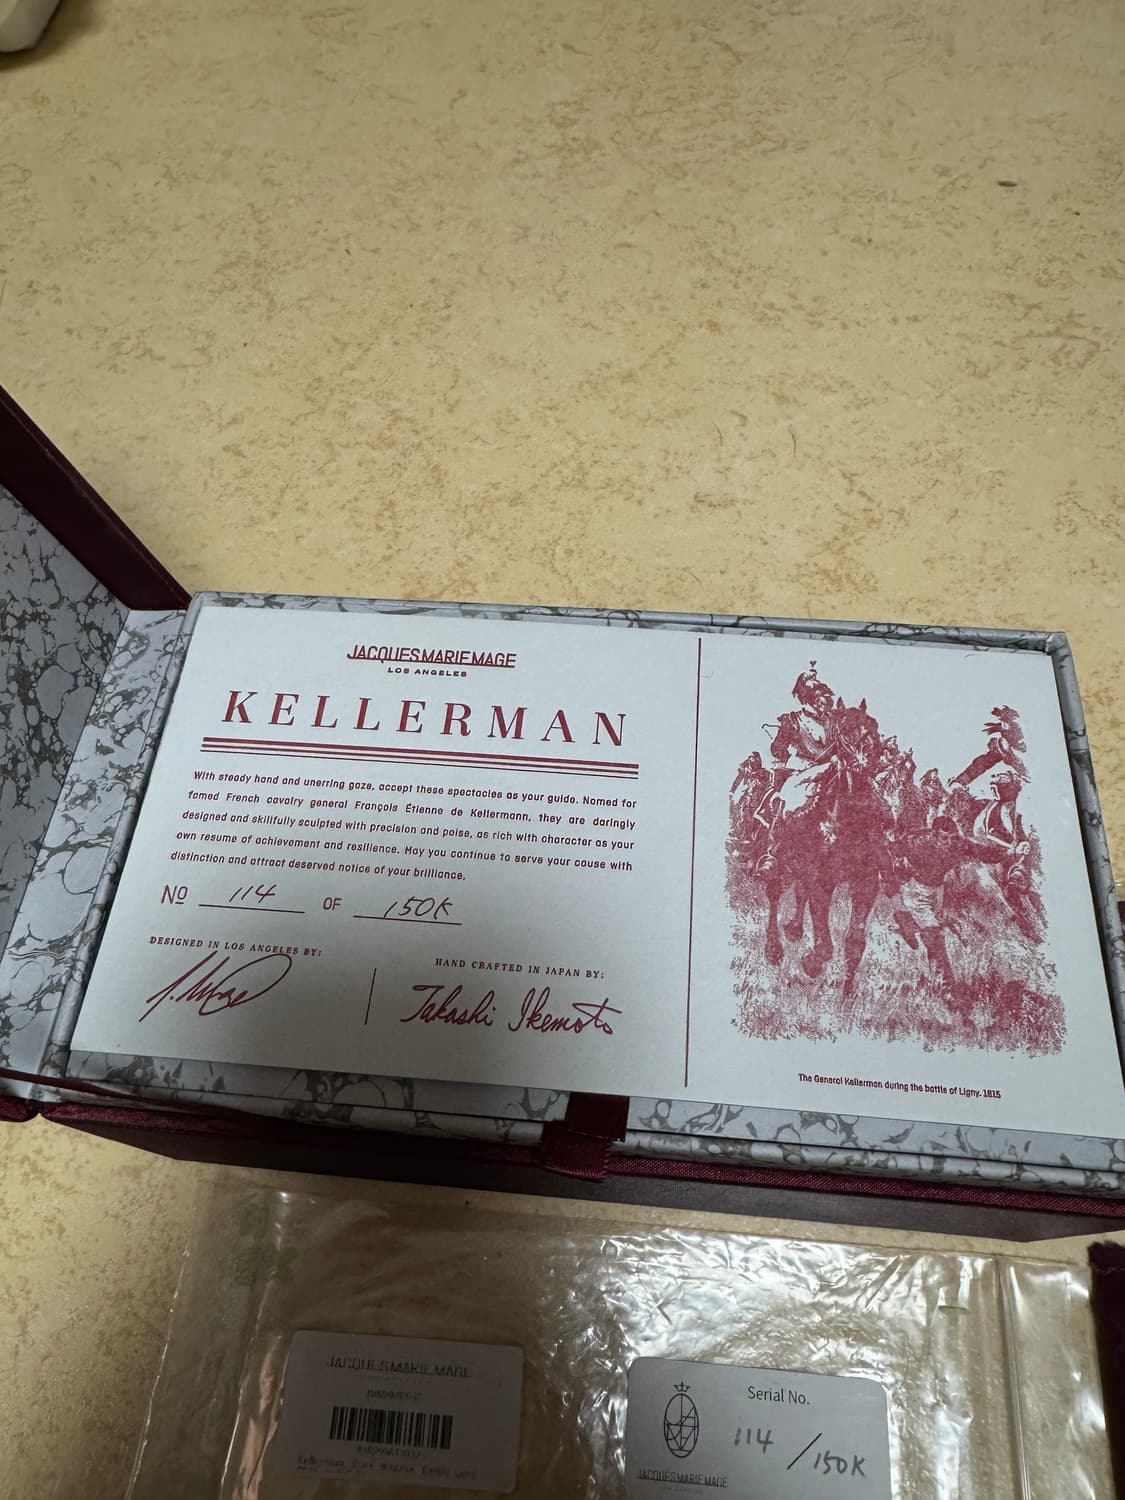 JACQUESMARIEMAGE
LOS ANGELES
KELLERMAN
With steady hand and unerring gaze, accept these spectacles as your guide. Named for
famed French cavalry general François Étienne de Kellermann, they are daringly
designed and skillfully sculpted with precision and poise, as rich with character as your
own resume of achievement and resilience. May you continue to serve your cause with
distinction and attract deserved notice of your brilliance.
No 114 OF 150K
DESIGNED IN LOS ANGELES BY:
HAND CRAFTED IN JAPAN BY:
Takashi Ikemoto
The General Kellerman during the battle of Ligny. 1815
JACQUESMARIEMAGE
Kellerman,
Serial No.
114 / 150K
JACQUESMARIEMAGE